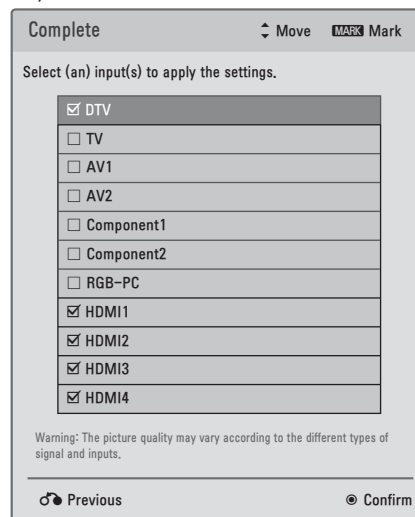 Complete Move MARK Mark
Select (an) input(s) to apply the settings.
DTV
TV
AV1
AV2
Component1
Component2
RGB-PC
HDMI1
HDMI2
HDMI3
HDMI4
Warning: The picture quality may vary according to the different types of
signal and inputs.
Previous Confirm